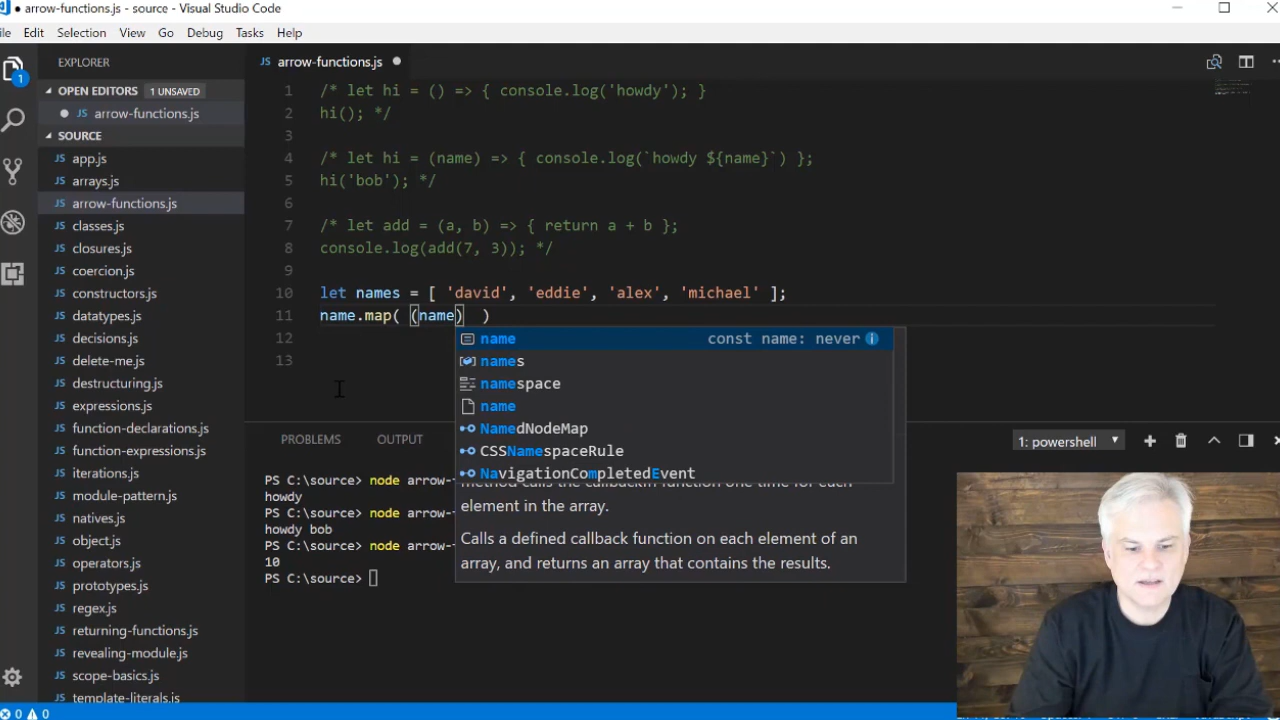 arrow-functions.js - source - Visual Studio Code
ile Edit Selection View Go Debug Tasks Help
EXPLORER
OPEN EDITORS 1 UNSAVED
JS arrow-functions.js
SOURCE
JS app.js
JS arrays.js
JS arrow-functions.js
JS classes.js
JS closures.js
JS coercion.js
JS constructors.js
JS datatypes.js
JS decisions.js
JS delete-me.js
JS destructuring.js
JS expressions.js
JS function-declarations.js
JS function-expressions.js
JS iterations.js
JS module-pattern.js
JS natives.js
JS object.js
JS operators.js
JS prototypes.js
JS regex.js
JS returning-functions.js
JS revealing-module.js
JS scope-basics.js
JS template-literals.js
1
0 0
JS arrow-functions.js
1 /* let hi = () => { console.log('howdy'); }
2 hi(); */
3
4 /* let hi = (name) => { console.log(`howdy ${name}`) };
5 hi('bob'); */
6
7 /* let add = (a, b) => { return a + b };
8 console.log(add(7, 3)); */
9
10 let names = [ 'david', 'eddie', 'alex', 'michael' ];
11 name.map( (name) )
12
13
name const name: never
names
namespace
name
NamedNodeMap
CSSNamespaceRule
NavigationCompletedEvent
method calls the callbackfn function one time for each
element in the array.
Calls a defined callback function on each element of an
array, and returns an array that contains the results.
PROBLEMS OUTPUT
1: powershell
PS C:\source> node arrow-
howdy
PS C:\source> node arrow-
howdy bob
PS C:\source> node arrow-
10
PS C:\source>